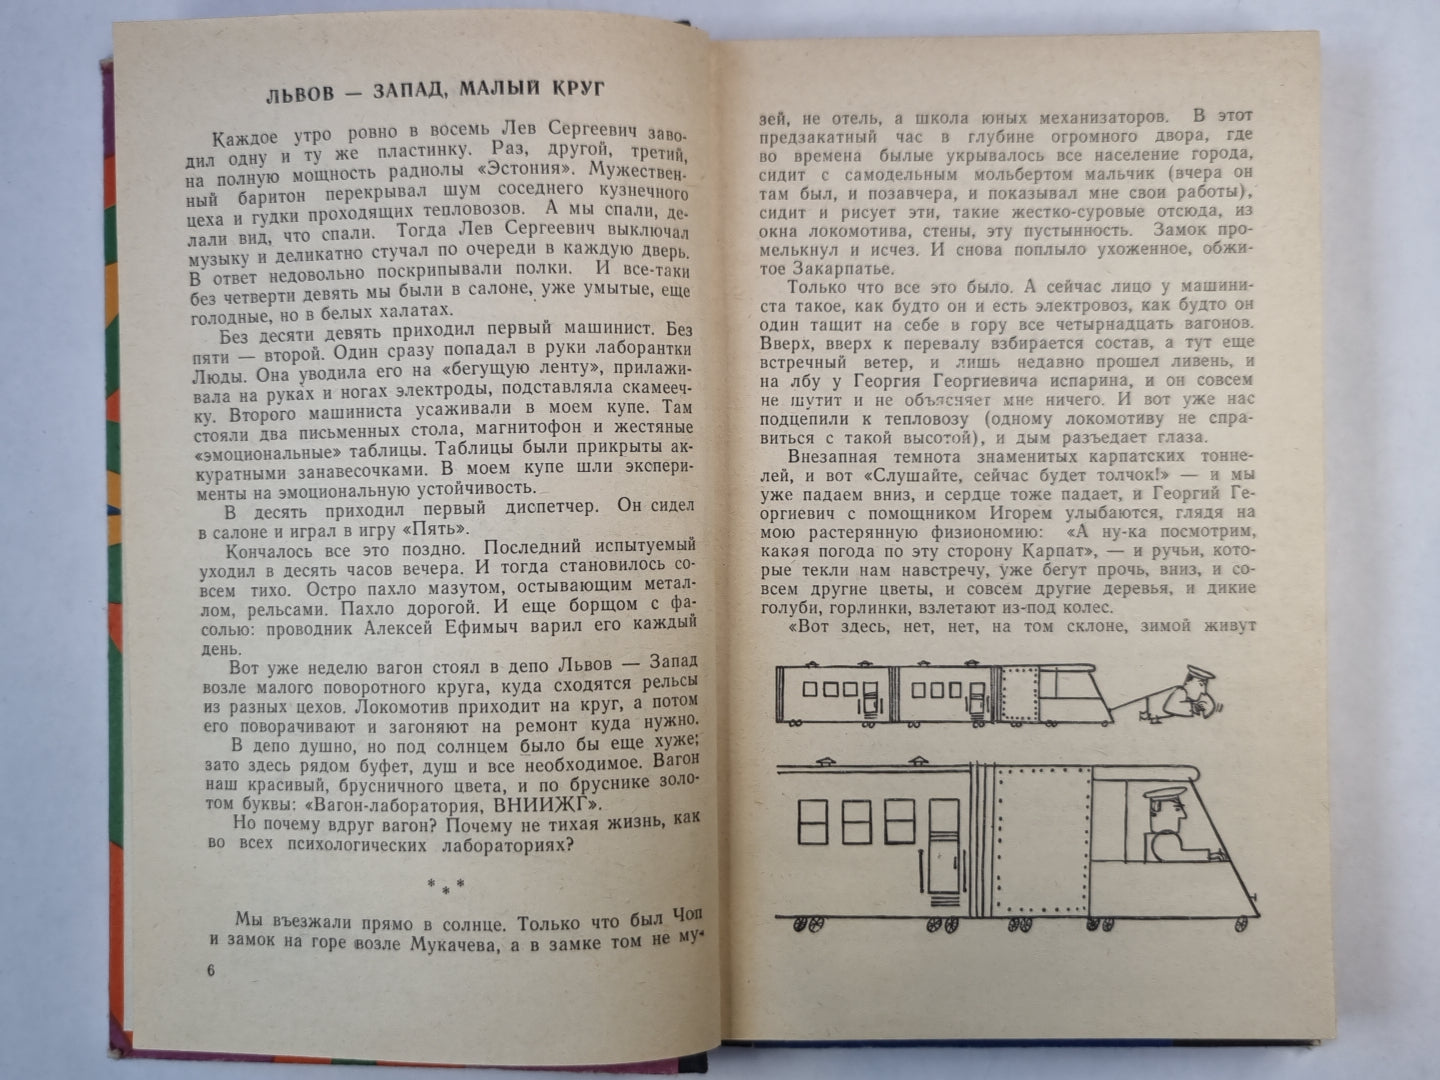 ЛЬВОВ — ЗАПАД, МАЛЫЙ КРУГ
Каждое утро ровно в восемь Лев Сергеевич заво-
дил одну и ту же пластинку. Раз, другой, третий,
на полную мощность радиолы «Эстония». Мужествен-
ный баритон перекрывал шум соседнего кузнечного
цеха и гудки проходящих тепловозов. А мы спали, де-
лали вид, что спали. Тогда Лев Сергеевич выключал
музыку и деликатно стучал по очереди в каждую дверь.
В ответ недовольно поскрипывали полки. И все-таки
без четверти девять мы были в салоне, уже умытые, еще
голодные, но в белых халатах.
Без десяти девять приходил первый машинист. Без
пяти — второй. Один сразу попадал в руки лаборантки
Люды. Она уводила его на «бегущую ленту», прилажи-
вала на руках и ногах электроды, подставляла скамееч-
ку. Второго машиниста усаживали в моем купе. Там
стояли два письменных стола, магнитофон и жестяные
«эмоциональные» таблицы. Таблицы были прикрыты ак-
куратными занавесочками. В моем купе шли экспери-
менты на эмоциональную устойчивость.
В десять приходил первый диспетчер. Он сидел
в салоне и играл в игру «Пять».
Кончалось все это поздно. Последний испытуемый
уходил в десять часов вечера. И тогда становилось со-
всем тихо. Остро пахло мазутом, остывающим метал-
лом, рельсами. Пахло дорогой. И еще борщом с фа-
солью: проводник Алексей Ефимыч варил его каждый
день.
Вот уже неделю вагон стоял в депо Львов — Запад
возле малого поворотного круга, куда сходятся рельсы
из разных цехов. Локомотив приходит на круг, а потом
его поворачивают и загоняют на ремонт куда нужно.
В депо душно, но под солнцем было бы еще хуже;
зато здесь рядом буфет, душ и все необходимое. Вагон
наш красивый, брусничного цвета, и по бруснике золо-
том буквы: «Вагон-лаборатория, ВНИИЖГ».
Но почему вдруг вагон? Почему не тихая жизнь, как
во всех психологических лабораториях?
* * *
Мы въезжали прямо в солнце. Только что был Чоп
и замок на горе возле Мукачева, а в замке том не му-
6
зей, не отель, а школа юных механизаторов. В этот
предзакатный час в глубине огромного двора, где
во времена былые укрывалось все население города,
сидит с самодельным мольбертом мальчик (вчера он
там был, и позавчера, и показывал мне свои работы),
сидит и рисует эти, такие жестко-суровые отсюда, из
окна локомотива, стены, эту пустынность. Замок про-
мелькнул и исчез. И снова поплыло ухоженное, обжи-
тое Закарпатье.
Только что все это было. А сейчас лицо у машини-
ста такое, как будто он и есть электровоз, как будто он
один тащит на себе в гору все четырнадцать вагонов.
Вверх, вверх к перевалу взбирается состав, а тут еще
встречный ветер, и лишь недавно прошел ливень, и
на лбу у Георгия Георгиевича испарина, и он совсем
не шутит и не объясняет мне ничего. И вот уже нас
подцепили к тепловозу (одному локомотиву не спра-
виться с такой высотой), и дым разъедает глаза.
Внезапная темнота знаменитых карпатских тонне-
лей, и вот «Слушайте, сейчас будет толчок!» — и мы
уже падаем вниз, и сердце тоже падает, и Георгий Ге-
оргиевич с помощником Игорем улыбаются, глядя на
мою растерянную физиономию: «А ну-ка посмотрим,
какая погода по эту сторону Карпат», — и ручьи, кото-
рые текли нам навстречу, уже бегут прочь, вниз, и со-
всем другие цветы, и совсем другие деревья, и дикие
голуби, горлинки, взлетают из-под колес.
«Вот здесь, нет, нет, на том склоне, зимой живут